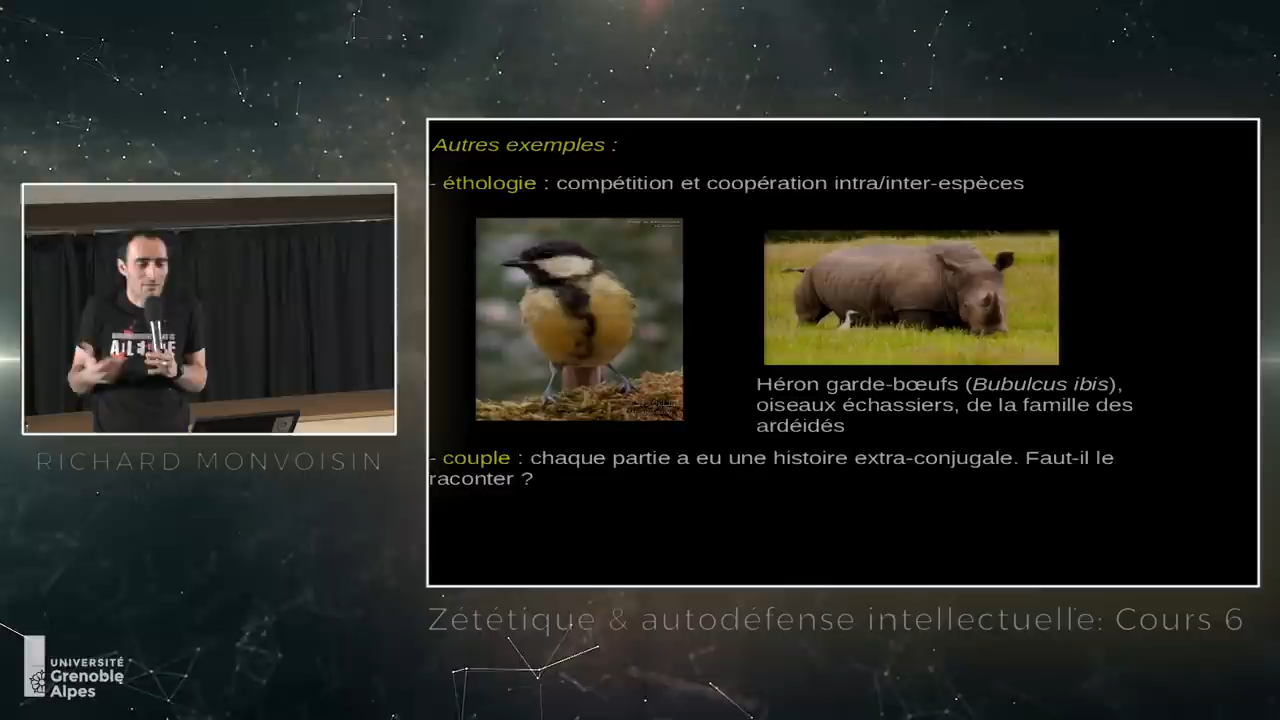 Autres exemples :
- éthologie : compétition et coopération intra/inter-espèces
Héron garde-bœufs (Bubulcus ibis),
oiseaux échassiers, de la famille des
ardéidés
- couple : chaque partie a eu une histoire extra-conjugale. Faut-il le
raconter ?
RICHARD MONVOISIN
Zététique & autodéfense intellectuelle: Cours 6
UNIVERSITÉ
Grenoble
Alpes